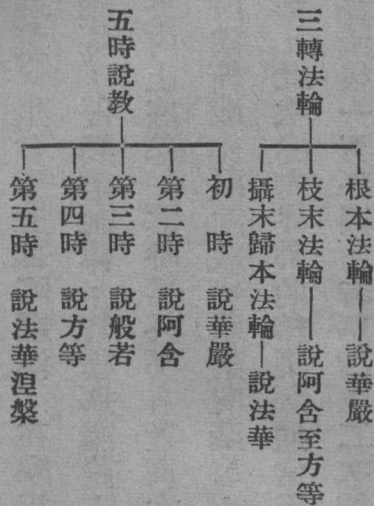 三轉法輪
根本法輪——說華嚴
枝末法輪——說阿含至方等
攝末歸本法輪—說法華
五時說教
初　時　說華嚴
第二時　說阿含
第三時　說般若
第四時　說方等
第五時　說法華湼槃